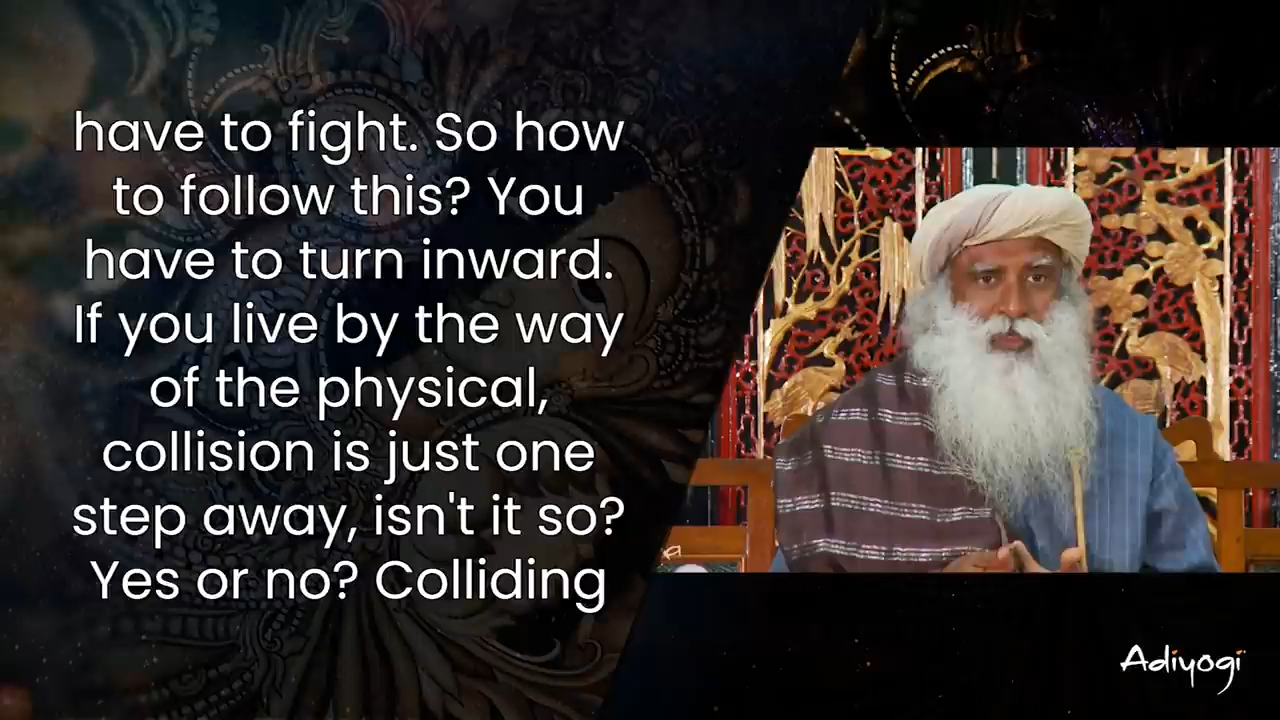 have to fight. So how
to follow this? You
have to turn inward.
If you live by the way
of the physical,
collision is just one
step away, isn't it so?
Yes or no? Colliding
Adiyogi